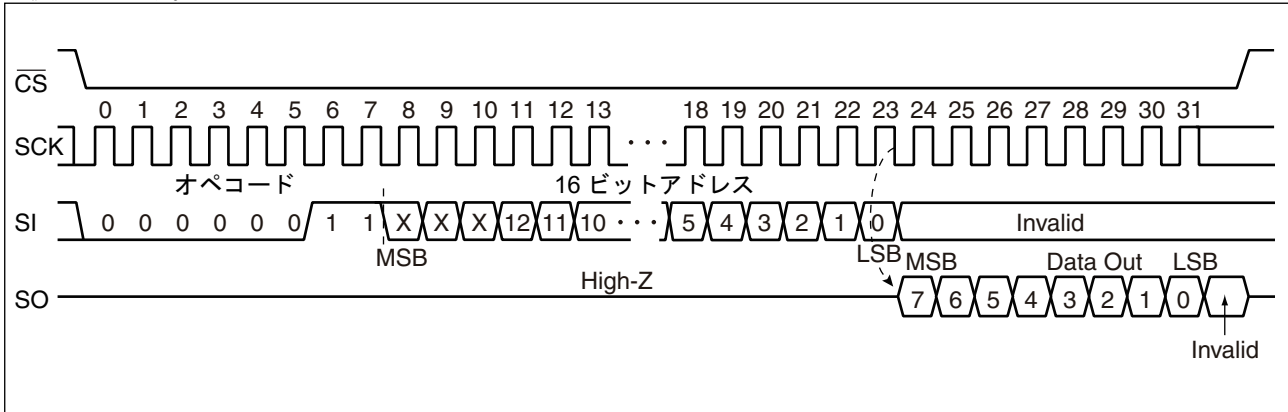 CS
0 1 2 3 4 5 6 7 8 9 10 11 12 13 18 19 20 21 22 23 24 25 26 27 28 29 30 31
SCK
···
オペコード 16 ビットアドレス
SI 0 0 0 0 0 0 1 1 X X X 12 11 10 ··· 5 4 3 2 1 0 Invalid
MSB LSB MSB Data Out LSB
High-Z
SO 7 6 5 4 3 2 1 0
Invalid